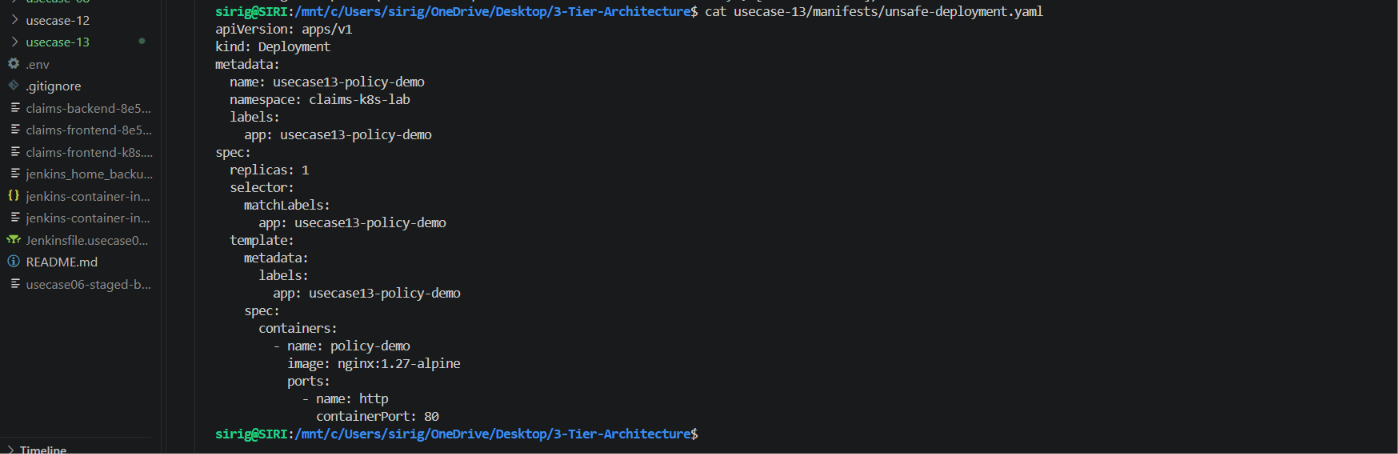 usecase-12
usecase-13
.env
.gitignore
claims-backend-8e5...
claims-frontend-8e5...
claims-frontend-k8s....
jenkins_home_backu...
jenkins-container-in...
jenkins-container-in...
Jenkinsfile.usecase0...
README.md
usecase06-staged-b...
Timeline
sirig@SIRI:/mnt/c/Users/sirig/OneDrive/Desktop/3-Tier-Architecture$ cat usecase-13/manifests/unsafe-deployment.yaml
apiVersion: apps/v1
kind: Deployment
metadata:
  name: usecase13-policy-demo
  namespace: claims-k8s-lab
  labels:
    app: usecase13-policy-demo
spec:
  replicas: 1
  selector:
    matchLabels:
      app: usecase13-policy-demo
  template:
    metadata:
      labels:
        app: usecase13-policy-demo
    spec:
      containers:
        - name: policy-demo
          image: nginx:1.27-alpine
          ports:
            - name: http
              containerPort: 80
sirig@SIRI:/mnt/c/Users/sirig/OneDrive/Desktop/3-Tier-Architecture$